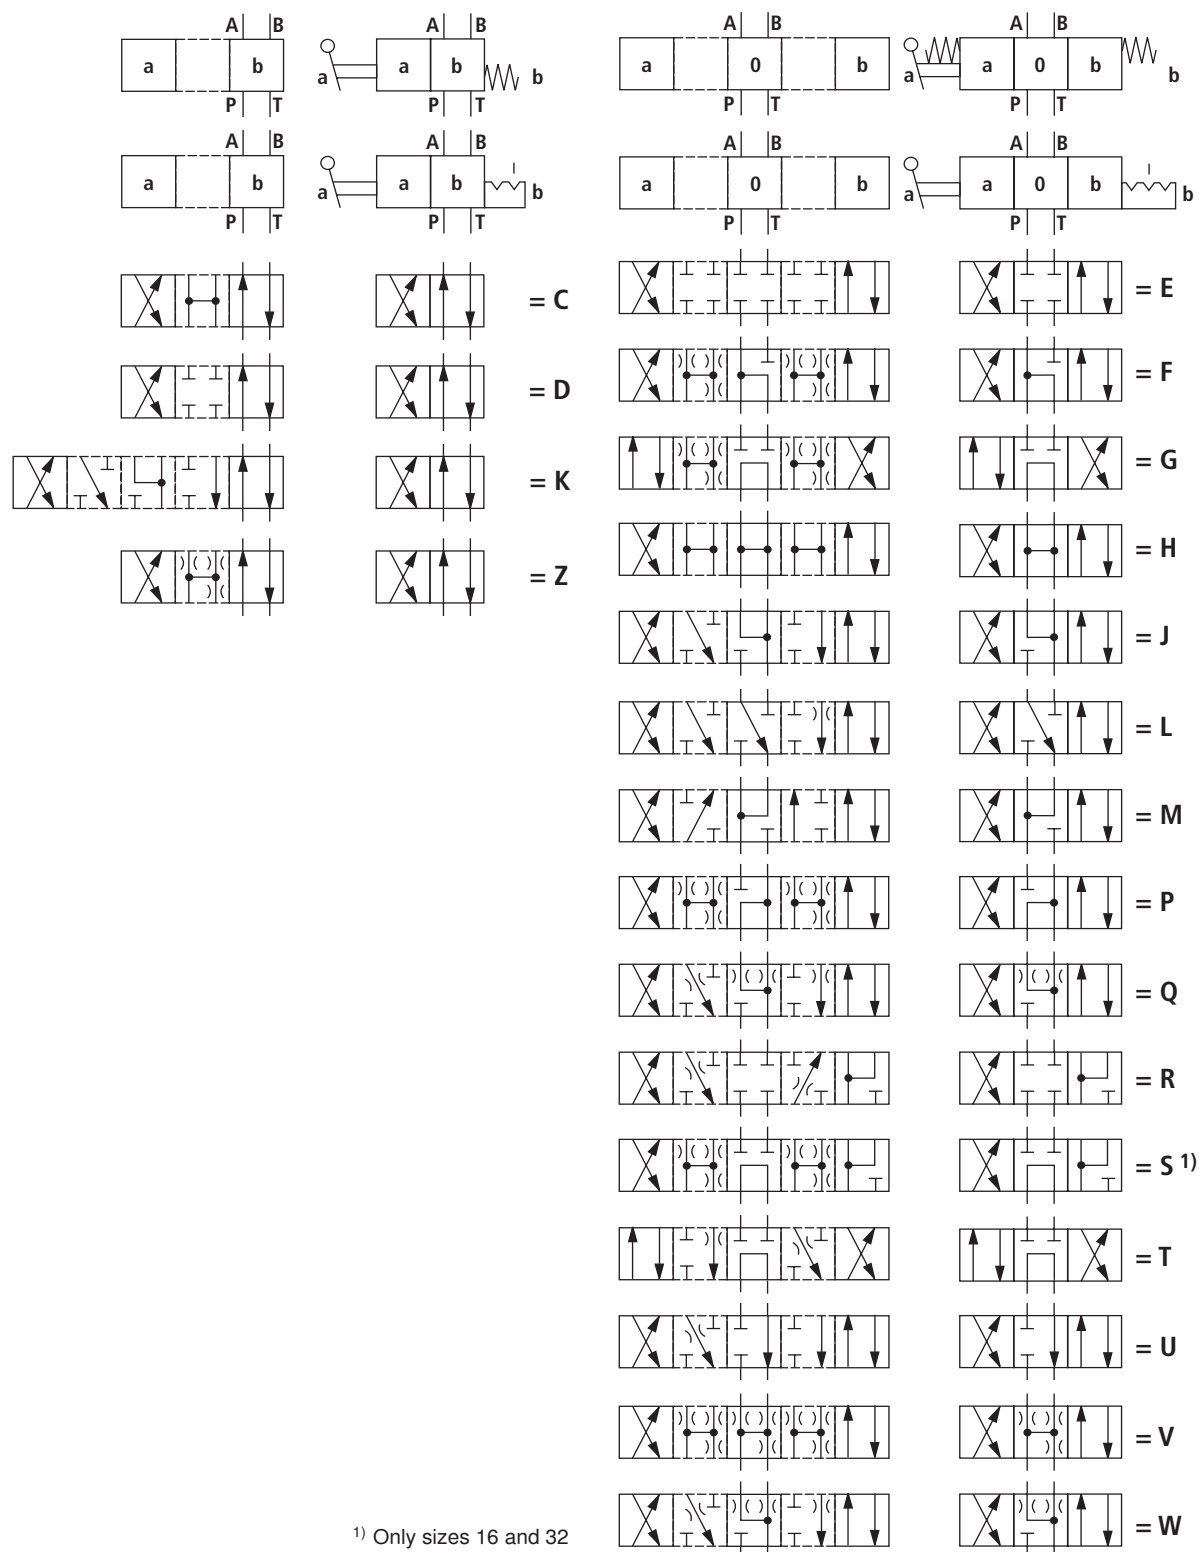 A B A B A B A B
a b a a b b a 0 b a a 0 b b
P T P T P T P T
A B A B A B A B
a b a a b b a 0 b a a 0 b b
P T P T P T P T
= C
= D
= K
= Z
= E
= F
= G
= H
= J
= L
= M
= P
= Q
= R
= S 1)
= T
= U
= V
= W
1) Only sizes 16 and 32